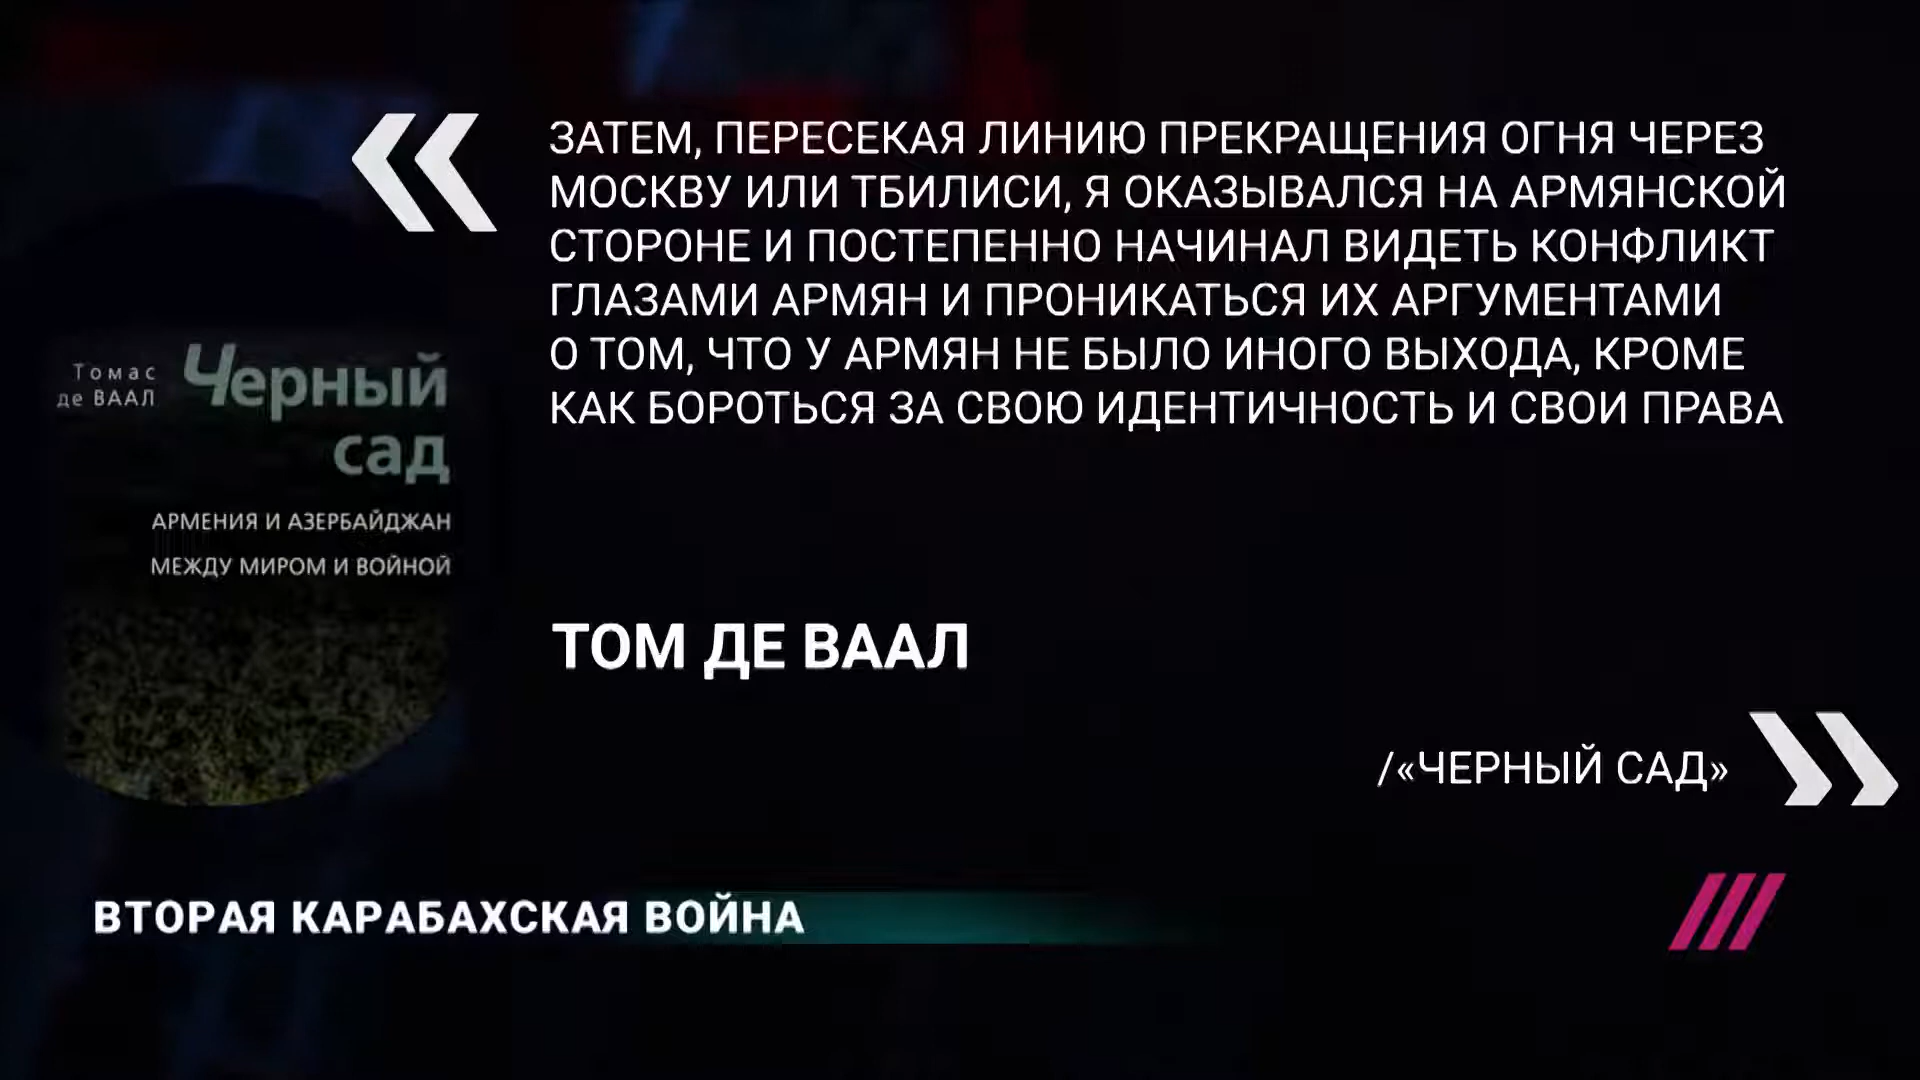 ЗАТЕМ, ПЕРЕСЕКАЯ ЛИНИЮ ПРЕКРАЩЕНИЯ ОГНЯ ЧЕРЕЗ
МОСКВУ ИЛИ ТБИЛИСИ, Я ОКАЗЫВАЛСЯ НА АРМЯНСКОЙ
СТОРОНЕ И ПОСТЕПЕННО НАЧИНАЛ ВИДЕТЬ КОНФЛИКТ
ГЛАЗАМИ АРМЯН И ПРОНИКАТЬСЯ ИХ АРГУМЕНТАМИ
О ТОМ, ЧТО У АРМЯН НЕ БЫЛО ИНОГО ВЫХОДА, КРОМЕ
КАК БОРОТЬСЯ ЗА СВОЮ ИДЕНТИЧНОСТЬ И СВОИ ПРАВА
Томас
де ВААЛ
Черный
сад
АРМЕНИЯ И АЗЕРБАЙДЖАН
МЕЖДУ МИРОМ И ВОЙНОЙ
ТОМ ДЕ ВААЛ
/«ЧЕРНЫЙ САД»
ВТОРАЯ КАРАБАХСКАЯ ВОЙНА